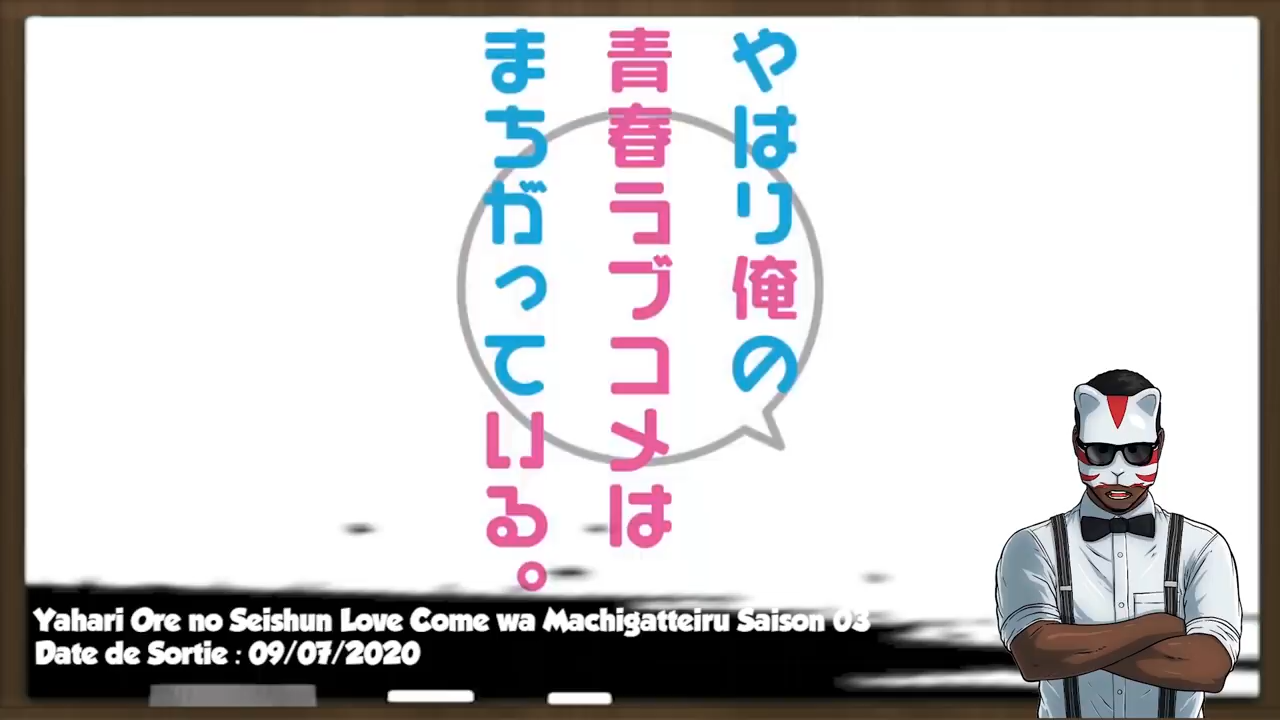 やはり俺の
青春ラブコメは
まちがっている。
Yahari Ore no Seishun Love Come wa Machigatteiru Saison 03
Date de Sortie : 09/07/2020